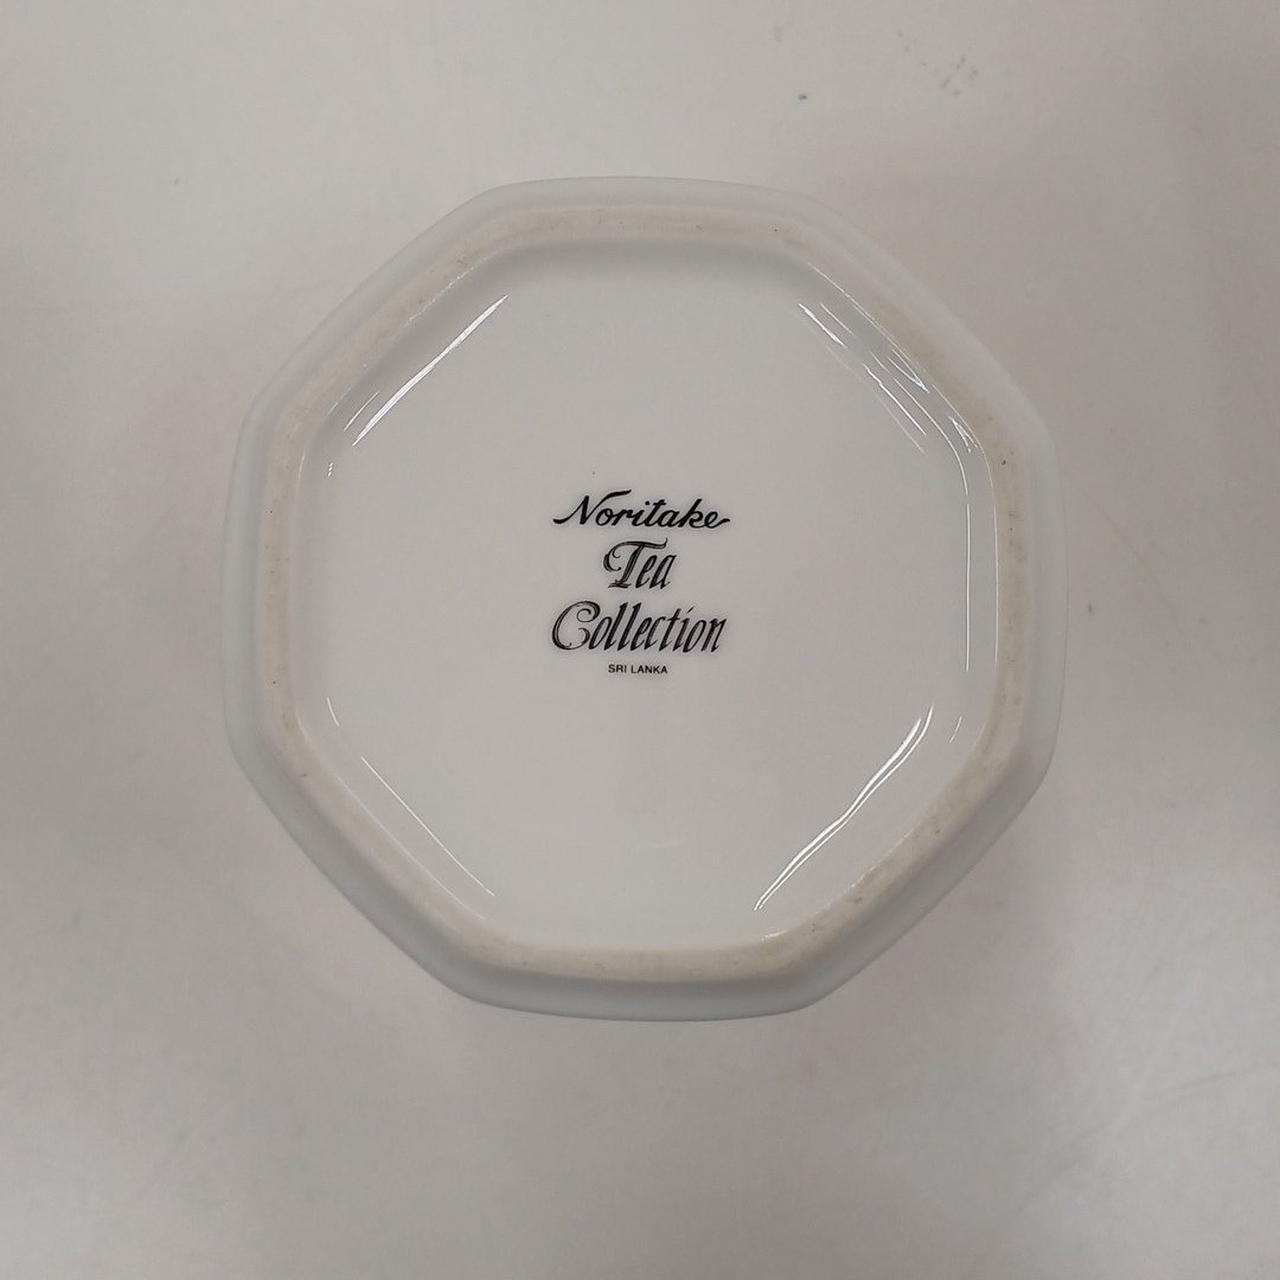 Noritake
Tea
Collection
SRI LANKA